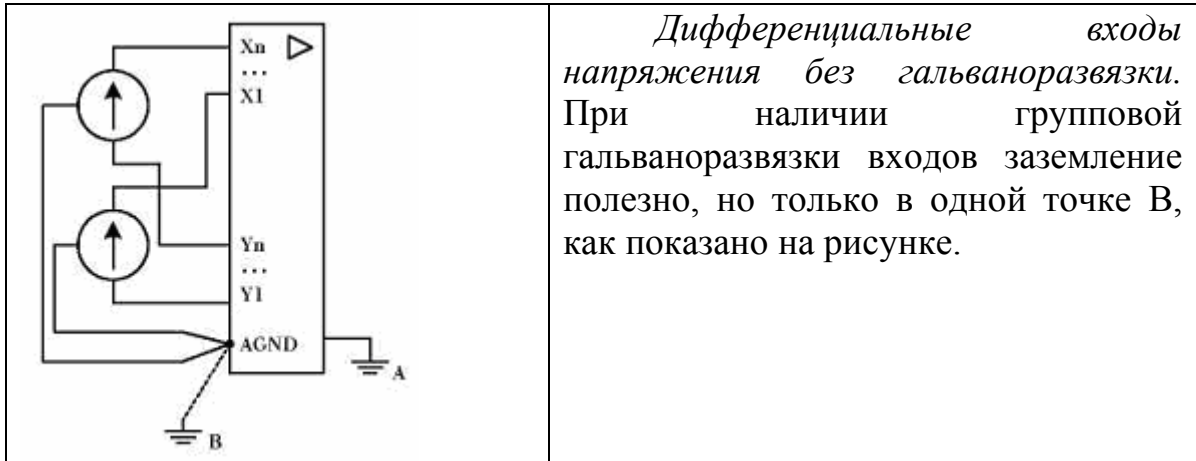 Xn
...
X1
Yn
...
Y1
AGND
A
B
Дифференциальные входы
напряжения без гальваноразвязки.
При наличии групповой
гальваноразвязки входов заземление
полезно, но только в одной точке В,
как показано на рисунке.